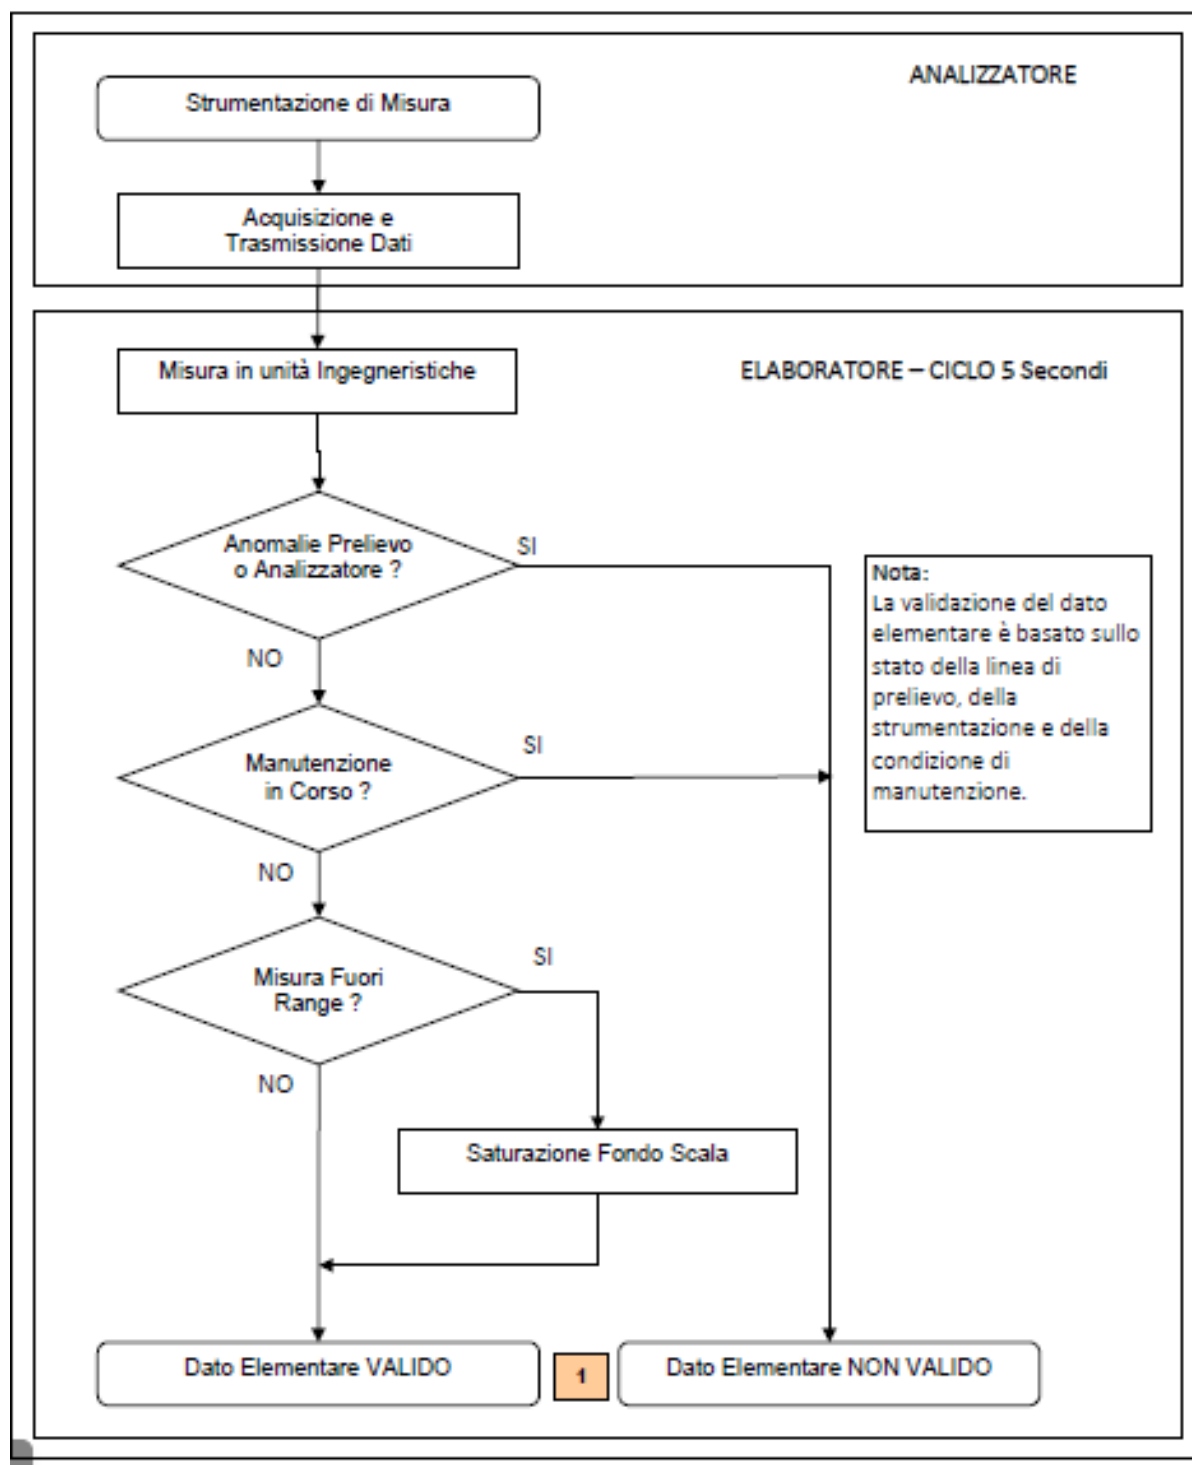 ANALIZZATORE
Strumentazione di Misura
Acquisizione e
Trasmissione Dati
Misura in unità Ingegneristiche
ELABORATORE – CICLO 5 Secondi
Anomalie Prelievo
o Analizzatore ?
SI
NO
Nota:
La validazione del dato
elementare è basato sullo
stato della linea di
prelievo, della
strumentazione e della
condizione di
manutenzione.
Manutenzione
in Corso ?
SI
NO
Misura Fuori
Range ?
SI
NO
Saturazione Fondo Scala
Dato Elementare VALIDO
1
Dato Elementare NON VALIDO